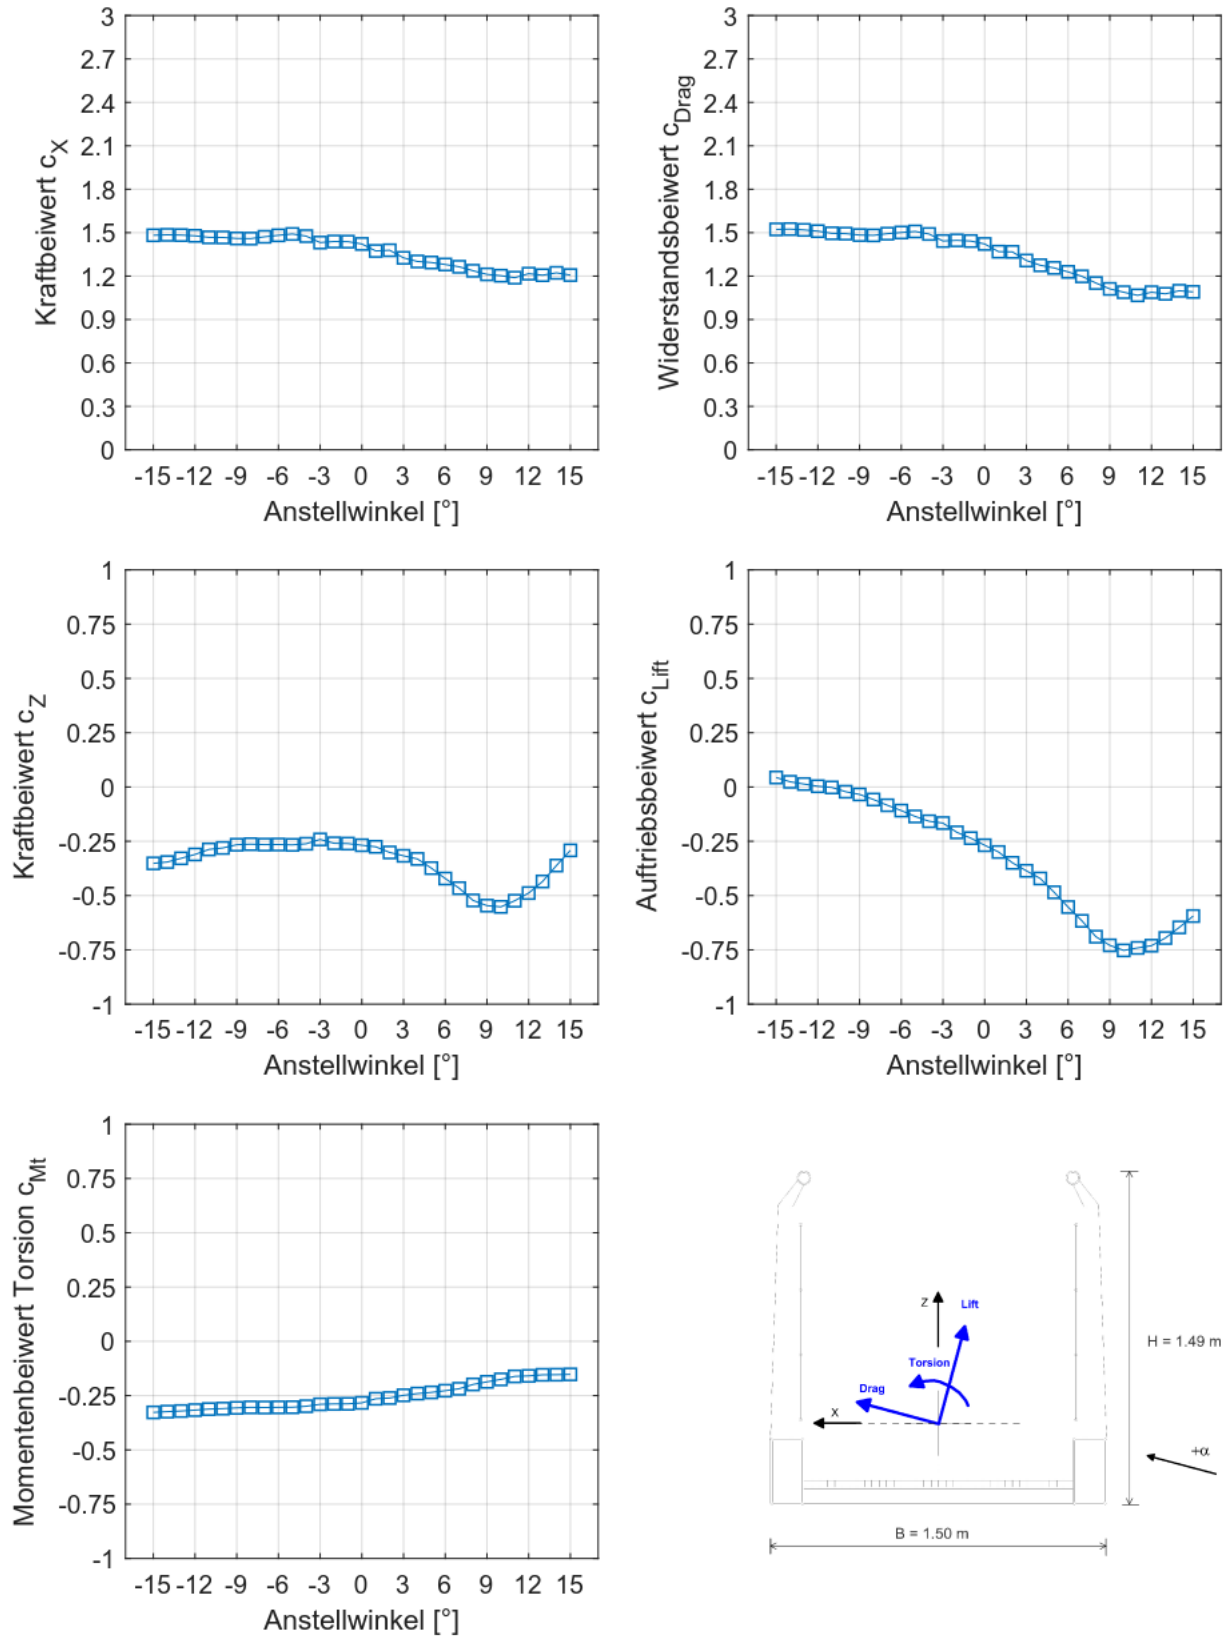 3
2.7
2.4
2.1
1.8
1.5
1.2
0.9
0.6
0.3
0
Kraftbeiwert cX
-15 -12 -9 -6 -3 0 3 6 9 12 15
Anstellwinkel [°]
3
2.7
2.4
2.1
1.8
1.5
1.2
0.9
0.6
0.3
0
Widerstandsbeiwert cDrag
-15 -12 -9 -6 -3 0 3 6 9 12 15
Anstellwinkel [°]
1
0.75
0.5
0.25
0
-0.25
-0.5
-0.75
-1
Kraftbeiwert cZ
-15 -12 -9 -6 -3 0 3 6 9 12 15
Anstellwinkel [°]
1
0.75
0.5
0.25
0
-0.25
-0.5
-0.75
-1
Auftriebsbeiwert cLift
-15 -12 -9 -6 -3 0 3 6 9 12 15
Anstellwinkel [°]
1
0.75
0.5
0.25
0
-0.25
-0.5
-0.75
-1
Momentenbeiwert Torsion cMt
-15 -12 -9 -6 -3 0 3 6 9 12 15
Anstellwinkel [°]
Z
Lift
Torsion
Drag
X
H = 1.49 m
+α
B = 1.50 m